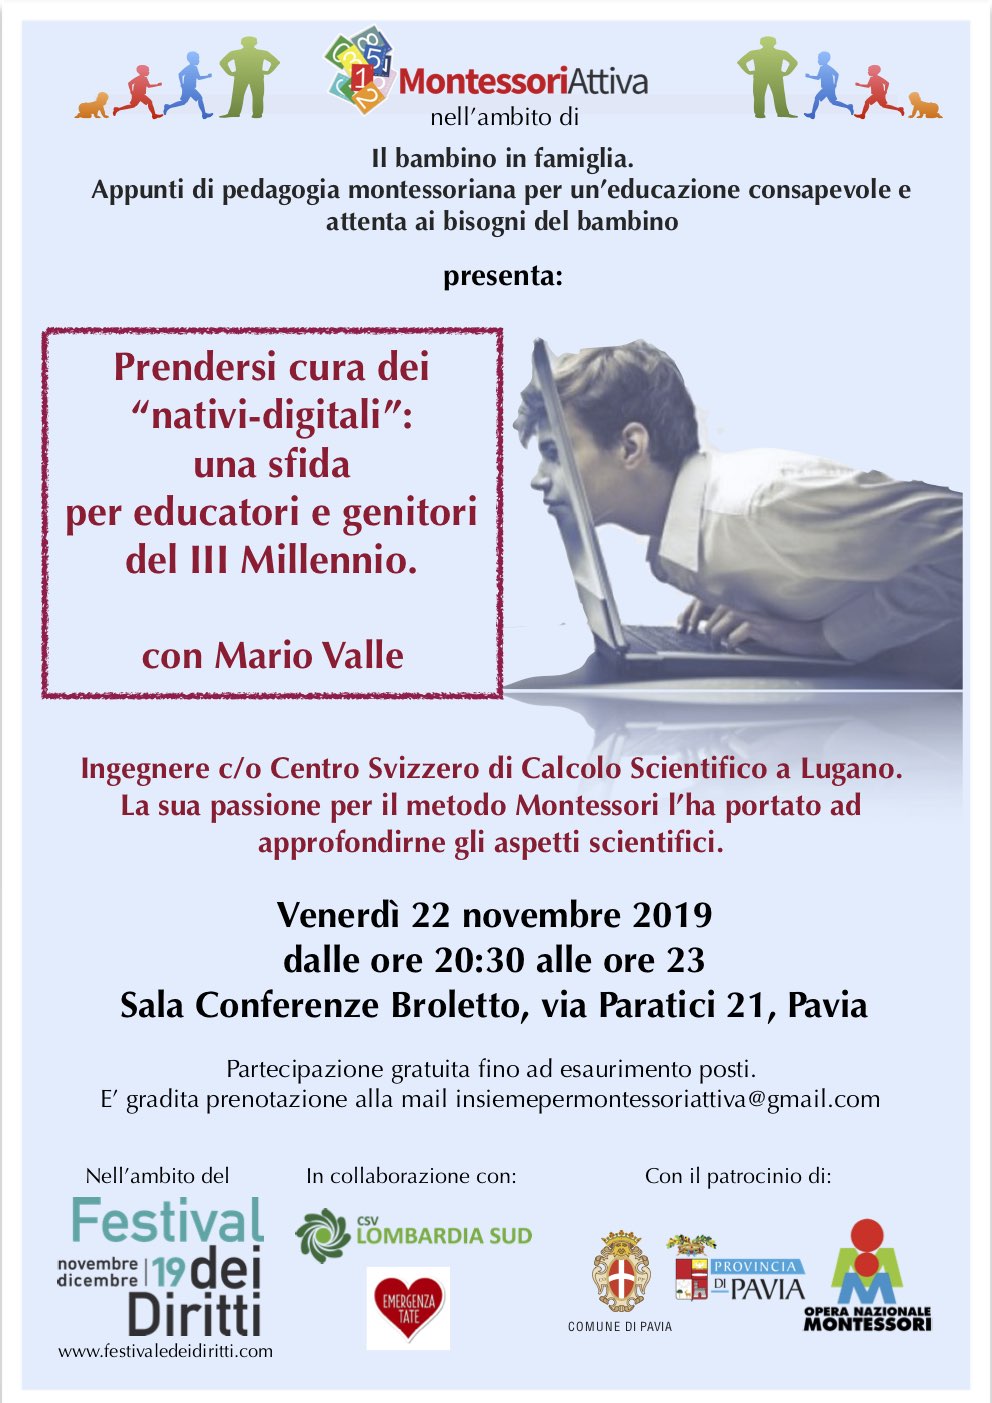 MontessoriAttiva
nell'ambito di
Il bambino in famiglia.
Appunti di pedagogia montessoriana per un'educazione consapevole e
attenta ai bisogni del bambino
presenta:
Prendersi cura dei
“nativi-digitali”:
una sfida
per educatori e genitori
del III Millennio.
con Mario Valle
Ingegnere c/o Centro Svizzero di Calcolo Scientifico a Lugano.
La sua passione per il metodo Montessori l'ha portato ad
approfondirne gli aspetti scientifici.
Venerdì 22 novembre 2019
dalle ore 20:30 alle ore 23
Sala Conferenze Broletto, via Paratici 21, Pavia
Partecipazione gratuita fino ad esaurimento posti.
E' gradita prenotazione alla mail insiemepermontessoriattiva@gmail.com
Nell'ambito del
Festival
novembre
dicembre | 19 dei
Diritti
www.festivaledeidiritti.com
In collaborazione con:
CSV
LOMBARDIA SUD
EMERGENZA
TATE
Con il patrocinio di:
COMUNE DI PAVIA
PROVINCIA
DI PAVIA
OPERA NAZIONALE
MONTESSORI